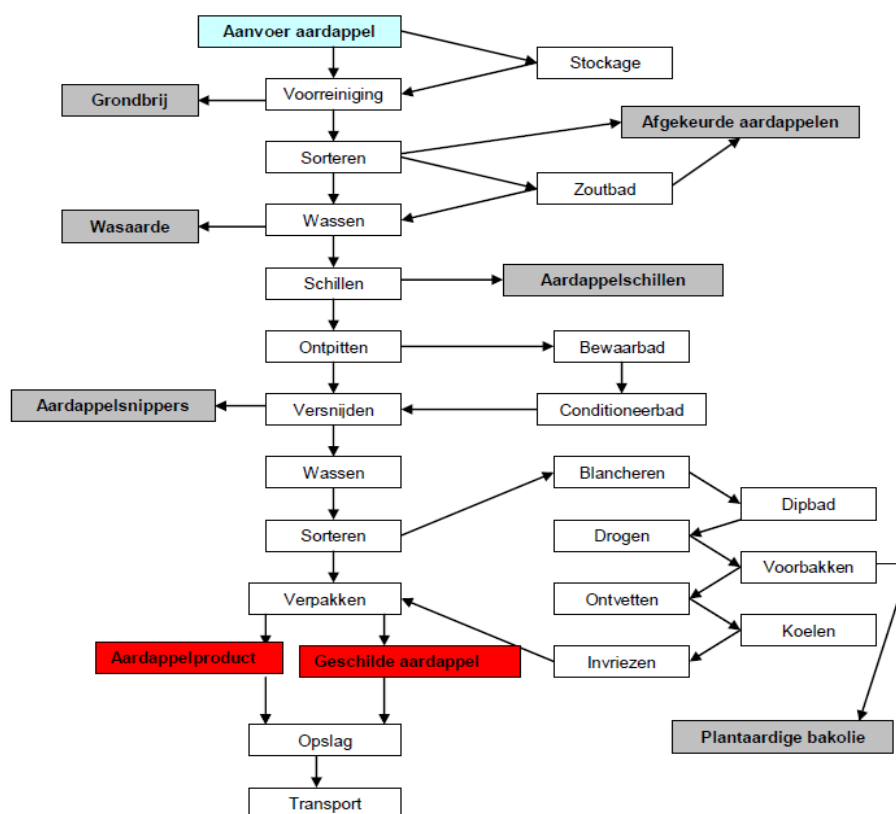 Aanvoer aardappel
Stockage
Grondbrij
Voorreiniging
Afgekeurde aardappelen
Sorteren
Zoutbad
Wasaarde
Wassen
Schillen
Aardappelschillen
Ontpitten
Bewaarbad
Aardappelsnippers
Versnijden
Conditioneerbad
Wassen
Blancheren
Dipbad
Sorteren
Drogen
Voorbakken
Verpakken
Ontvetten
Koelen
Aardappelproduct
Geschilde aardappel
Invriezen
Opslag
Plantaardige bakolie
Transport